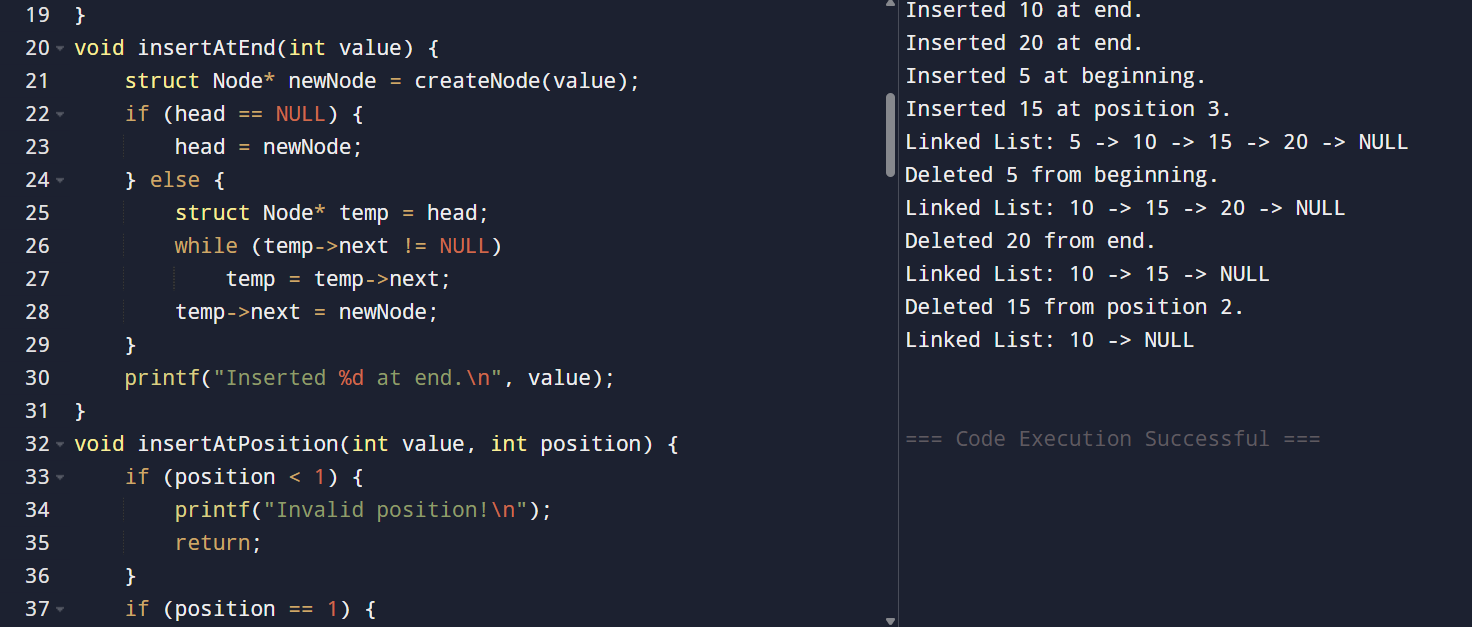 19 }
20 void insertAtEnd(int value) {
21     struct Node* newNode = createNode(value);
22     if (head == NULL) {
23         head = newNode;
24     } else {
25         struct Node* temp = head;
26         while (temp->next != NULL)
27             temp = temp->next;
28         temp->next = newNode;
29     }
30     printf("Inserted %d at end.\n", value);
31 }
32 void insertAtPosition(int value, int position) {
33     if (position < 1) {
34         printf("Invalid position!\n");
35         return;
36     }
37     if (position == 1) {
Inserted 10 at end.
Inserted 20 at end.
Inserted 5 at beginning.
Inserted 15 at position 3.
Linked List: 5 -> 10 -> 15 -> 20 -> NULL
Deleted 5 from beginning.
Linked List: 10 -> 15 -> 20 -> NULL
Deleted 20 from end.
Linked List: 10 -> 15 -> NULL
Deleted 15 from position 2.
Linked List: 10 -> NULL
=== Code Execution Successful ===